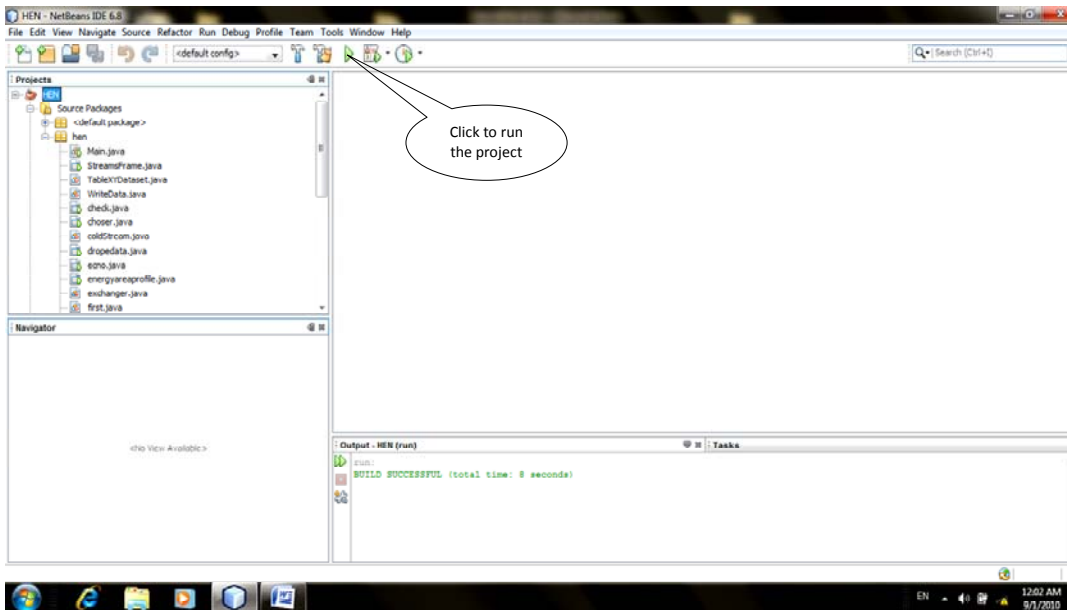 HEN - NetBeans IDE 6.8
File Edit View Navigate Source Refactor Run Debug Profile Team Tools Window Help
<default config>
Search (Ctrl+I)
Projects
HEN
Source Packages
<default package>
hen
Main.java
StreamsFrame.java
TableXYDataset.java
WriteData.java
check.java
choser.java
coldStream.java
dropedata.java
econo.java
energyareaprofile.java
exchanger.java
first.java
Click to run
the project
Navigator
<No View Available>
Output - HEN (run)
Tasks
run:
BUILD SUCCESSFUL (total time: 8 seconds)
EN
12:02 AM
9/1/2010